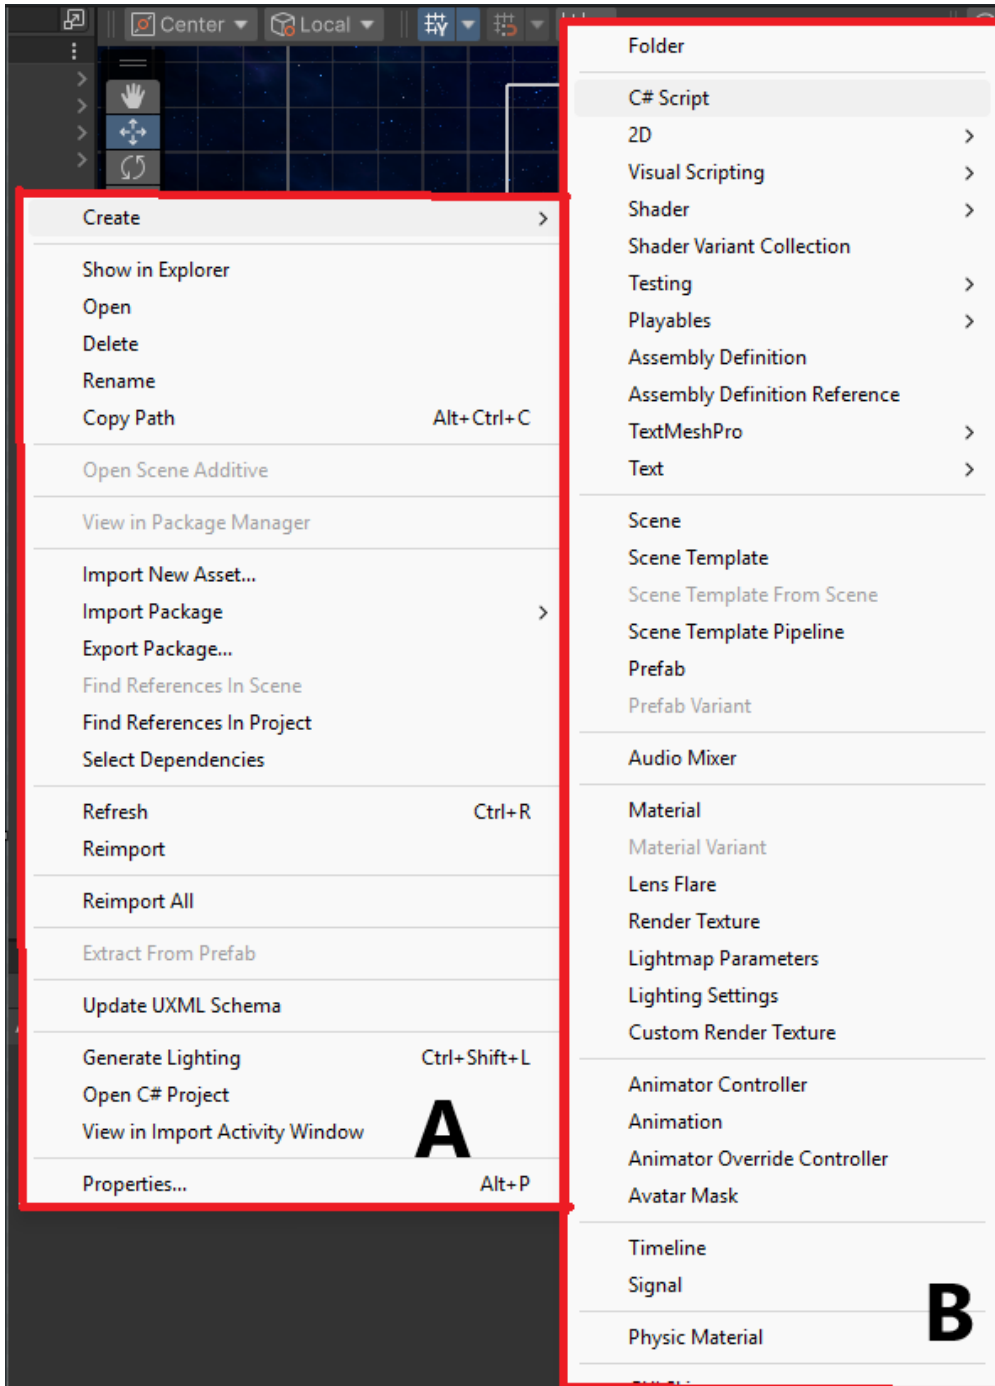 Center
Local
Create
Show in Explorer
Open
Delete
Rename
Copy Path Alt+Ctrl+C
Open Scene Additive
View in Package Manager
Import New Asset...
Import Package
Export Package...
Find References In Scene
Find References In Project
Select Dependencies
Refresh Ctrl+R
Reimport
Reimport All
Extract From Prefab
Update UXML Schema
Generate Lighting Ctrl+Shift+L
Open C# Project
View in Import Activity Window
Properties... Alt+P
A
Folder
C# Script
2D
Visual Scripting
Shader
Shader Variant Collection
Testing
Playables
Assembly Definition
Assembly Definition Reference
TextMeshPro
Text
Scene
Scene Template
Scene Template From Scene
Scene Template Pipeline
Prefab
Prefab Variant
Audio Mixer
Material
Material Variant
Lens Flare
Render Texture
Lightmap Parameters
Lighting Settings
Custom Render Texture
Animator Controller
Animation
Animator Override Controller
Avatar Mask
Timeline
Signal
Physic Material
B